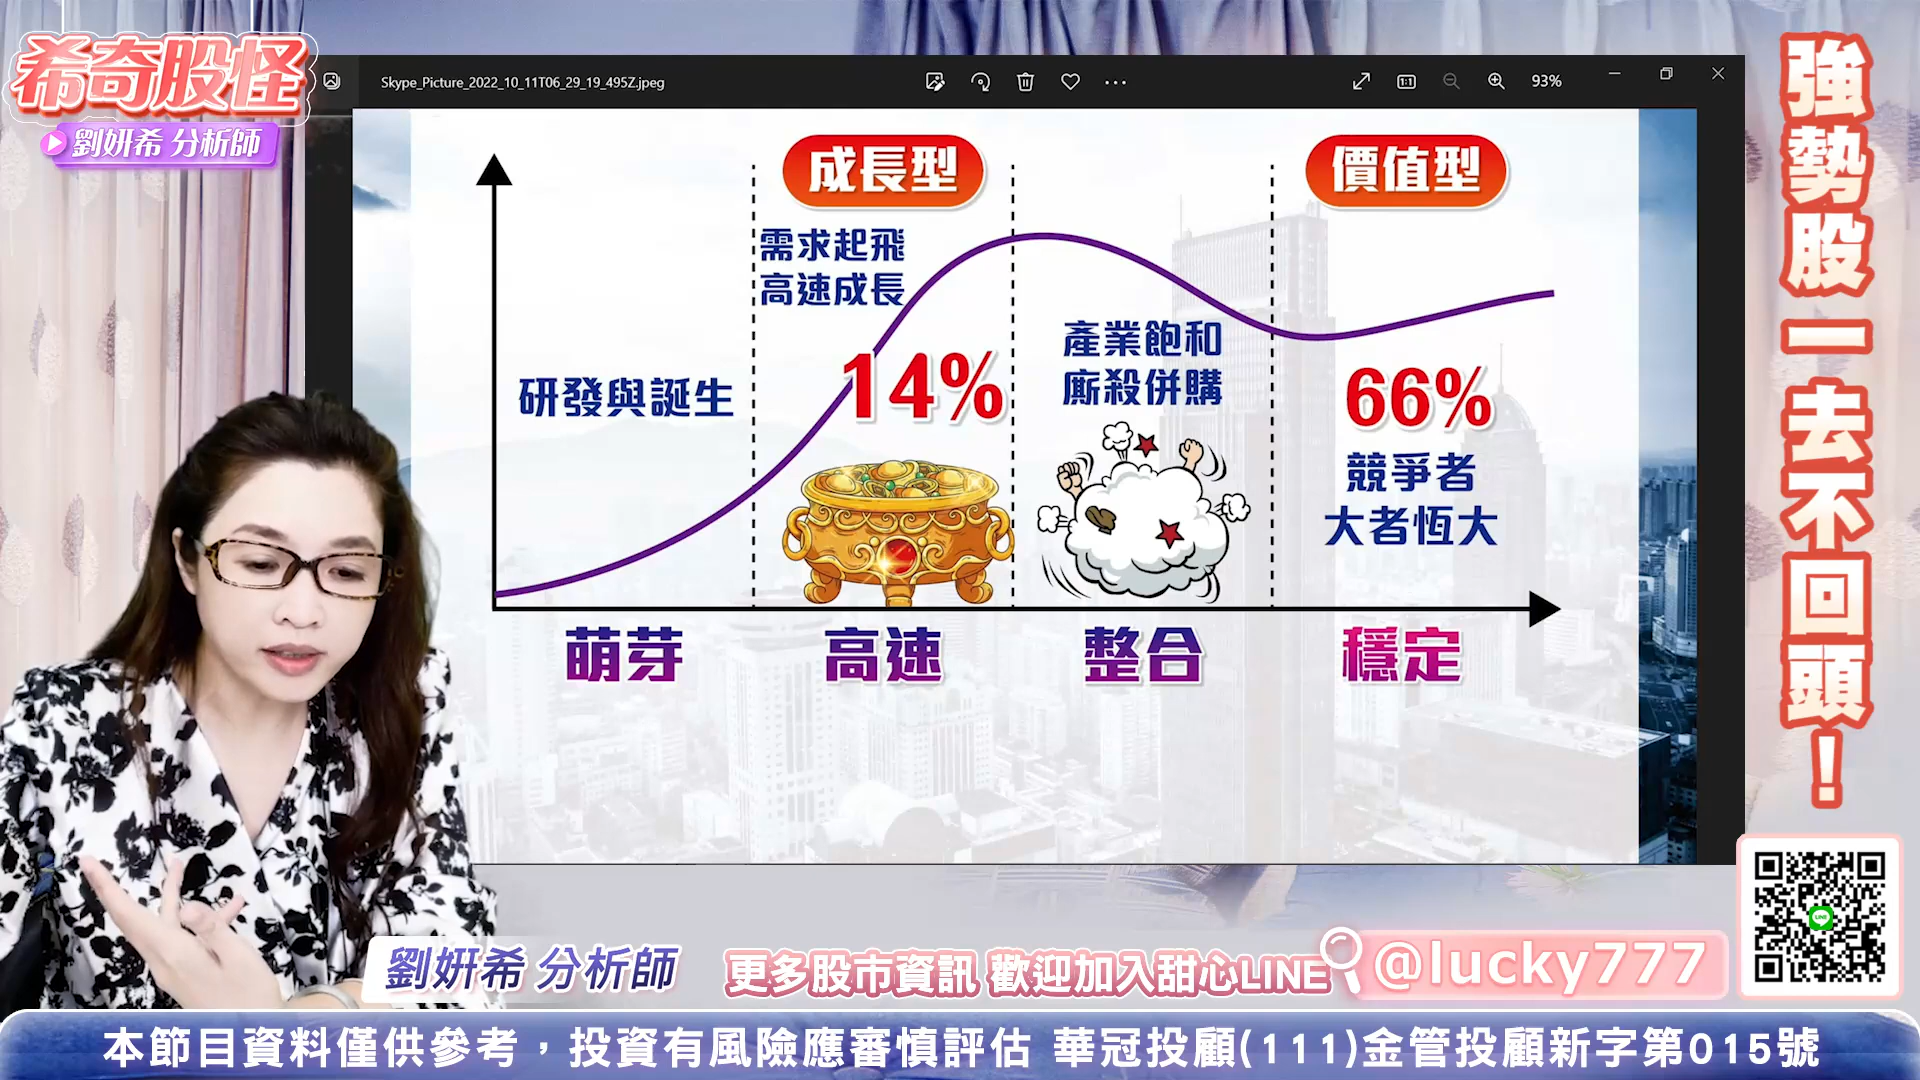 希奇股怪
劉妍希 分析師
Skype_Picture_2022_10_11T06_29_19_495Z.jpeg
93%
成長型
價值型
需求起飛
高速成長
研發與誕生
14%
產業飽和
廝殺併購
66%
競爭者
大者恆大
萌芽
高速
整合
穩定
強勢股一去不回頭!
劉妍希 分析師
更多股市資訊 歡迎加入甜心LINE
@lucky777
LINE
本節目資料僅供參考,投資有風險應審慎評估 華冠投顧(111)金管投顧新字第015號